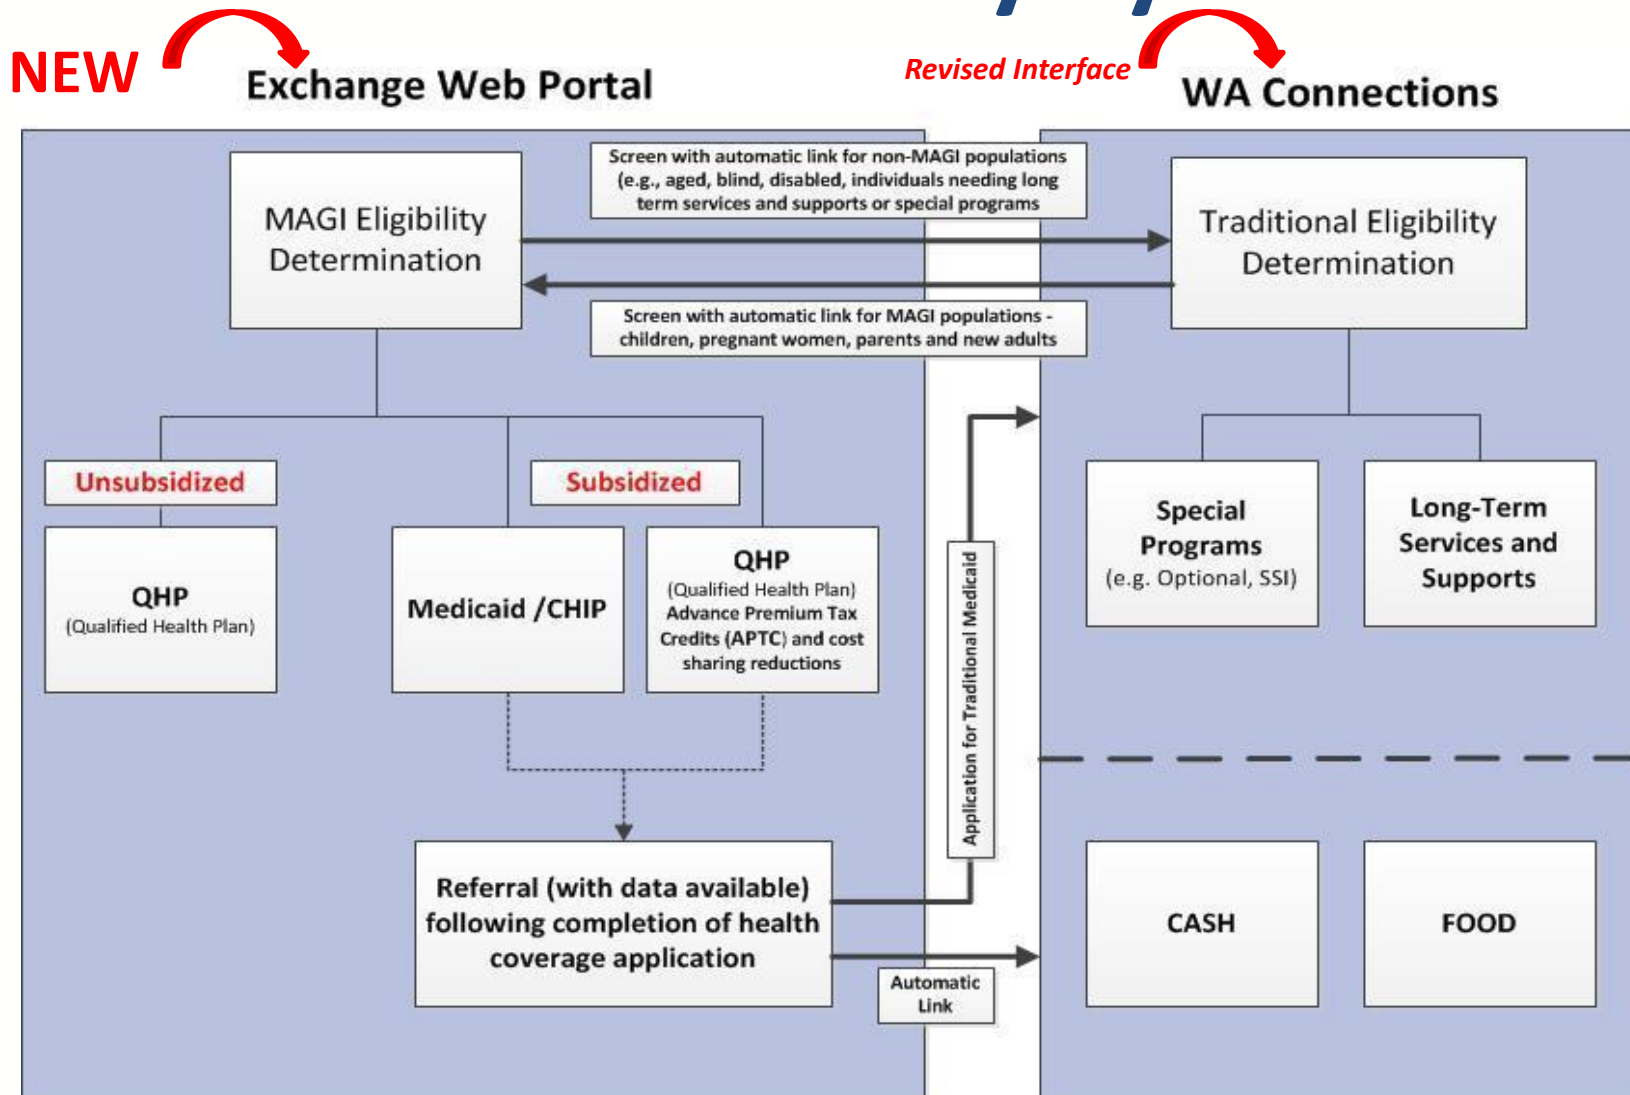 NEW
Exchange Web Portal
Revised Interface
WA Connections
Screen with automatic link for non-MAGI populations
(e.g., aged, blind, disabled, individuals needing long
term services and supports or special programs
MAGI Eligibility
Determination
Traditional Eligibility
Determination
Screen with automatic link for MAGI populations -
children, pregnant women, parents and new adults
Unsubsidized
Subsidized
QHP
(Qualified Health Plan)
Medicaid /CHIP
QHP
(Qualified Health Plan)
Advance Premium Tax
Credits (APTC) and cost
sharing reductions
Special
Programs
(e.g. Optional, SSI)
Long-Term
Services and
Supports
Application for Traditional Medicaid
Referral (with data available)
following completion of health
coverage application
Automatic
Link
CASH
FOOD